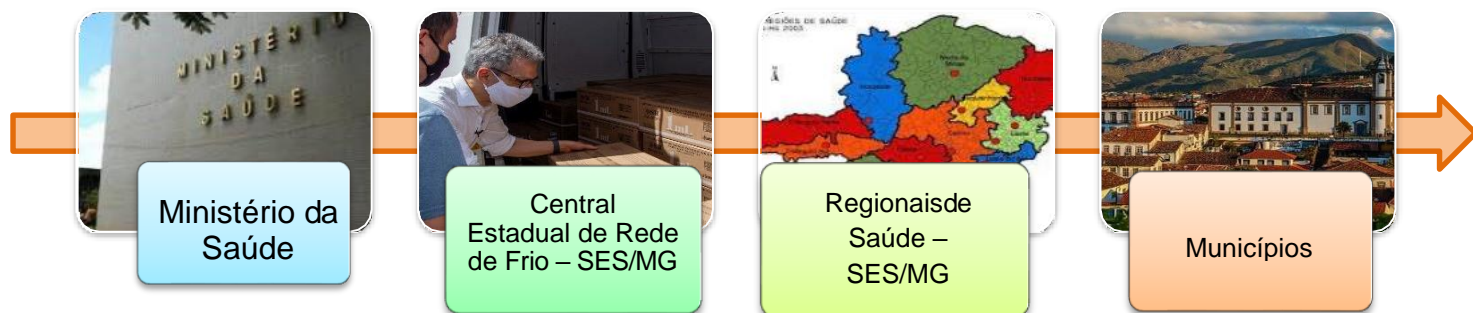 MINISTÉRIO
DA
SAÚDE
Ministério da
Saúde
Central
Estadual de Rede
de Frio – SES/MG
Regionaisde
Saúde –
SES/MG
Municípios